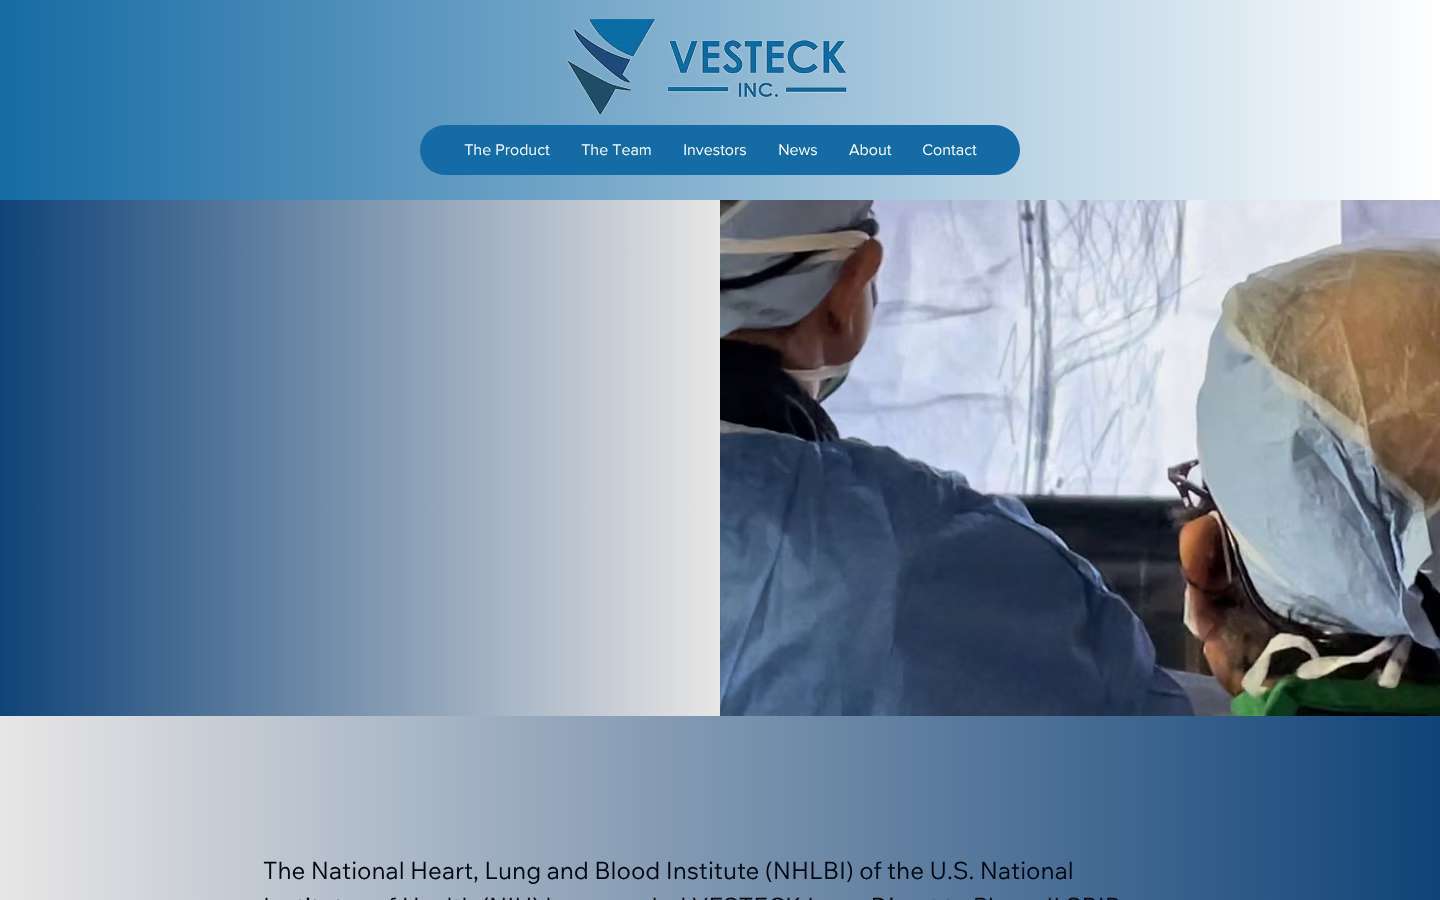 VESTECK
INC.
The Product The Team Investors News About Contact
The National Heart, Lung and Blood Institute (NHLBI) of the U.S. National